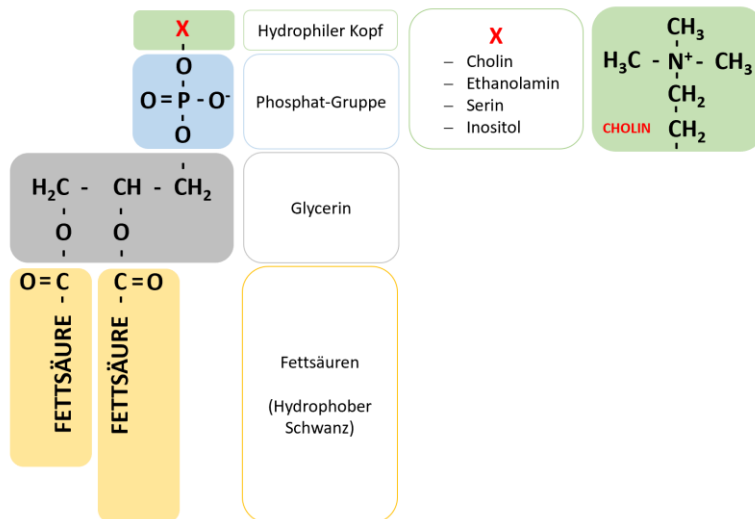 X
O
O=P-O-
O
H2C - CH - CH2
O O
O=C C=O
FETTSÄURE
FETTSÄURE
Hydrophiler Kopf
Phosphat-Gruppe
Glycerin
Fettsäuren
(Hydrophober
Schwanz)
X
– Cholin
– Ethanolamin
– Serin
– Inositol
CH3
H3C - N+ - CH3
CH2
CHOLIN CH2